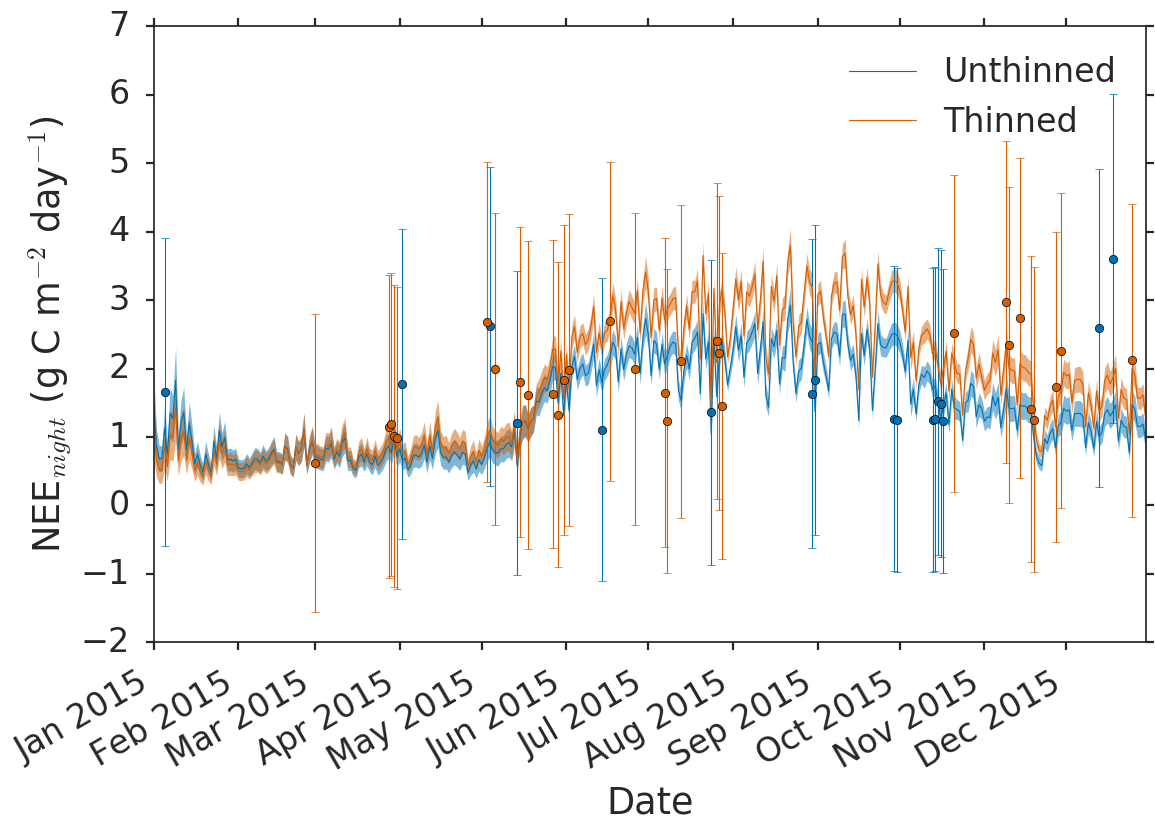 7
6
5
4
3
2
1
0
−1
−2
NEE_night (g C m⁻² day⁻¹)
Unthinned
Thinned
Jan 2015
Feb 2015
Mar 2015
Apr 2015
May 2015
Jun 2015
Jul 2015
Aug 2015
Sep 2015
Oct 2015
Nov 2015
Dec 2015
Date